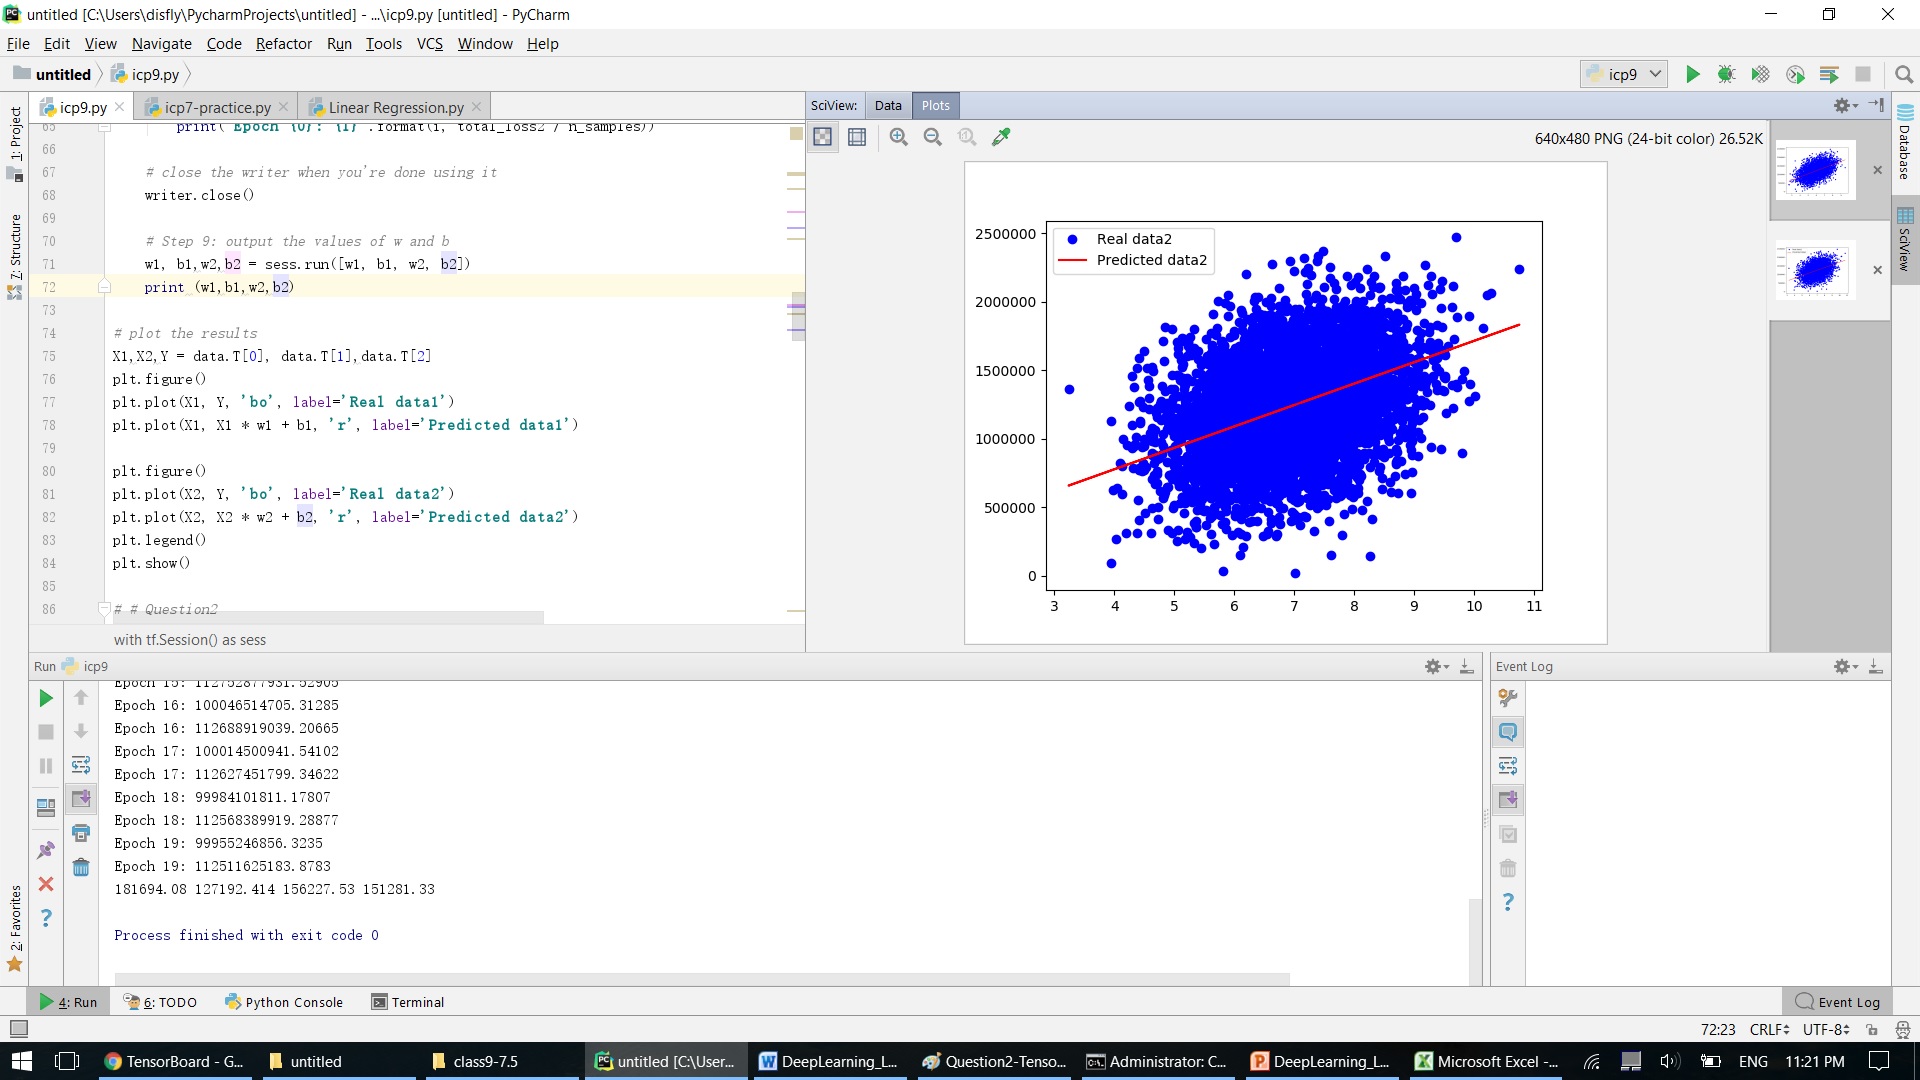 untitled [C:\Users\disfly\PycharmProjects\untitled] - ...\icp9.py [untitled] - PyCharm
File Edit View Navigate Code Refactor Run Tools VCS Window Help
untitled icp9.py
icp9
icp9.py icp7-practice.py Linear Regression.py
SciView: Data Plots
1: Project
7: Structure
2: Favorites
65 print('Epoch {0}: {1}'.format(i, total_loss2 / n_samples))
66
67 # close the writer when you're done using it
68 writer.close()
69
70 # Step 9: output the values of w and b
71 w1, b1,w2,b2 = sess.run([w1, b1, w2, b2])
72 print (w1,b1,w2,b2)
73
74 # plot the results
75 X1,X2,Y = data.T[0], data.T[1],data.T[2]
76 plt.figure()
77 plt.plot(X1, Y, 'bo', label='Real data1')
78 plt.plot(X1, X1 * w1 + b1, 'r', label='Predicted data1')
79
80 plt.figure()
81 plt.plot(X2, Y, 'bo', label='Real data2')
82 plt.plot(X2, X2 * w2 + b2, 'r', label='Predicted data2')
83 plt.legend()
84 plt.show()
85
86 # # Question2
with tf.Session() as sess
640x480 PNG (24-bit color) 26.52K
Real data2
Predicted data2
2500000
2000000
1500000
1000000
500000
0
3 4 5 6 7 8 9 10 11
Database
SciView
Run icp9
Epoch 15: 112752877931.52905
Epoch 16: 100046514705.31285
Epoch 16: 112688919039.20665
Epoch 17: 100014500941.54102
Epoch 17: 112627451799.34622
Epoch 18: 99984101811.17807
Epoch 18: 112568389919.28877
Epoch 19: 99955246856.3235
Epoch 19: 112511625183.8783
181694.08 127192.414 156227.53 151281.33
Process finished with exit code 0
Event Log
4: Run 6: TODO Python Console Terminal
Event Log
72:23 CRLF UTF-8
TensorBoard - G... untitled class9-7.5 untitled [C:\User... DeepLearning_L... Question2-Tenso... Administrator: C... DeepLearning_L... Microsoft Excel -... ENG 11:21 PM